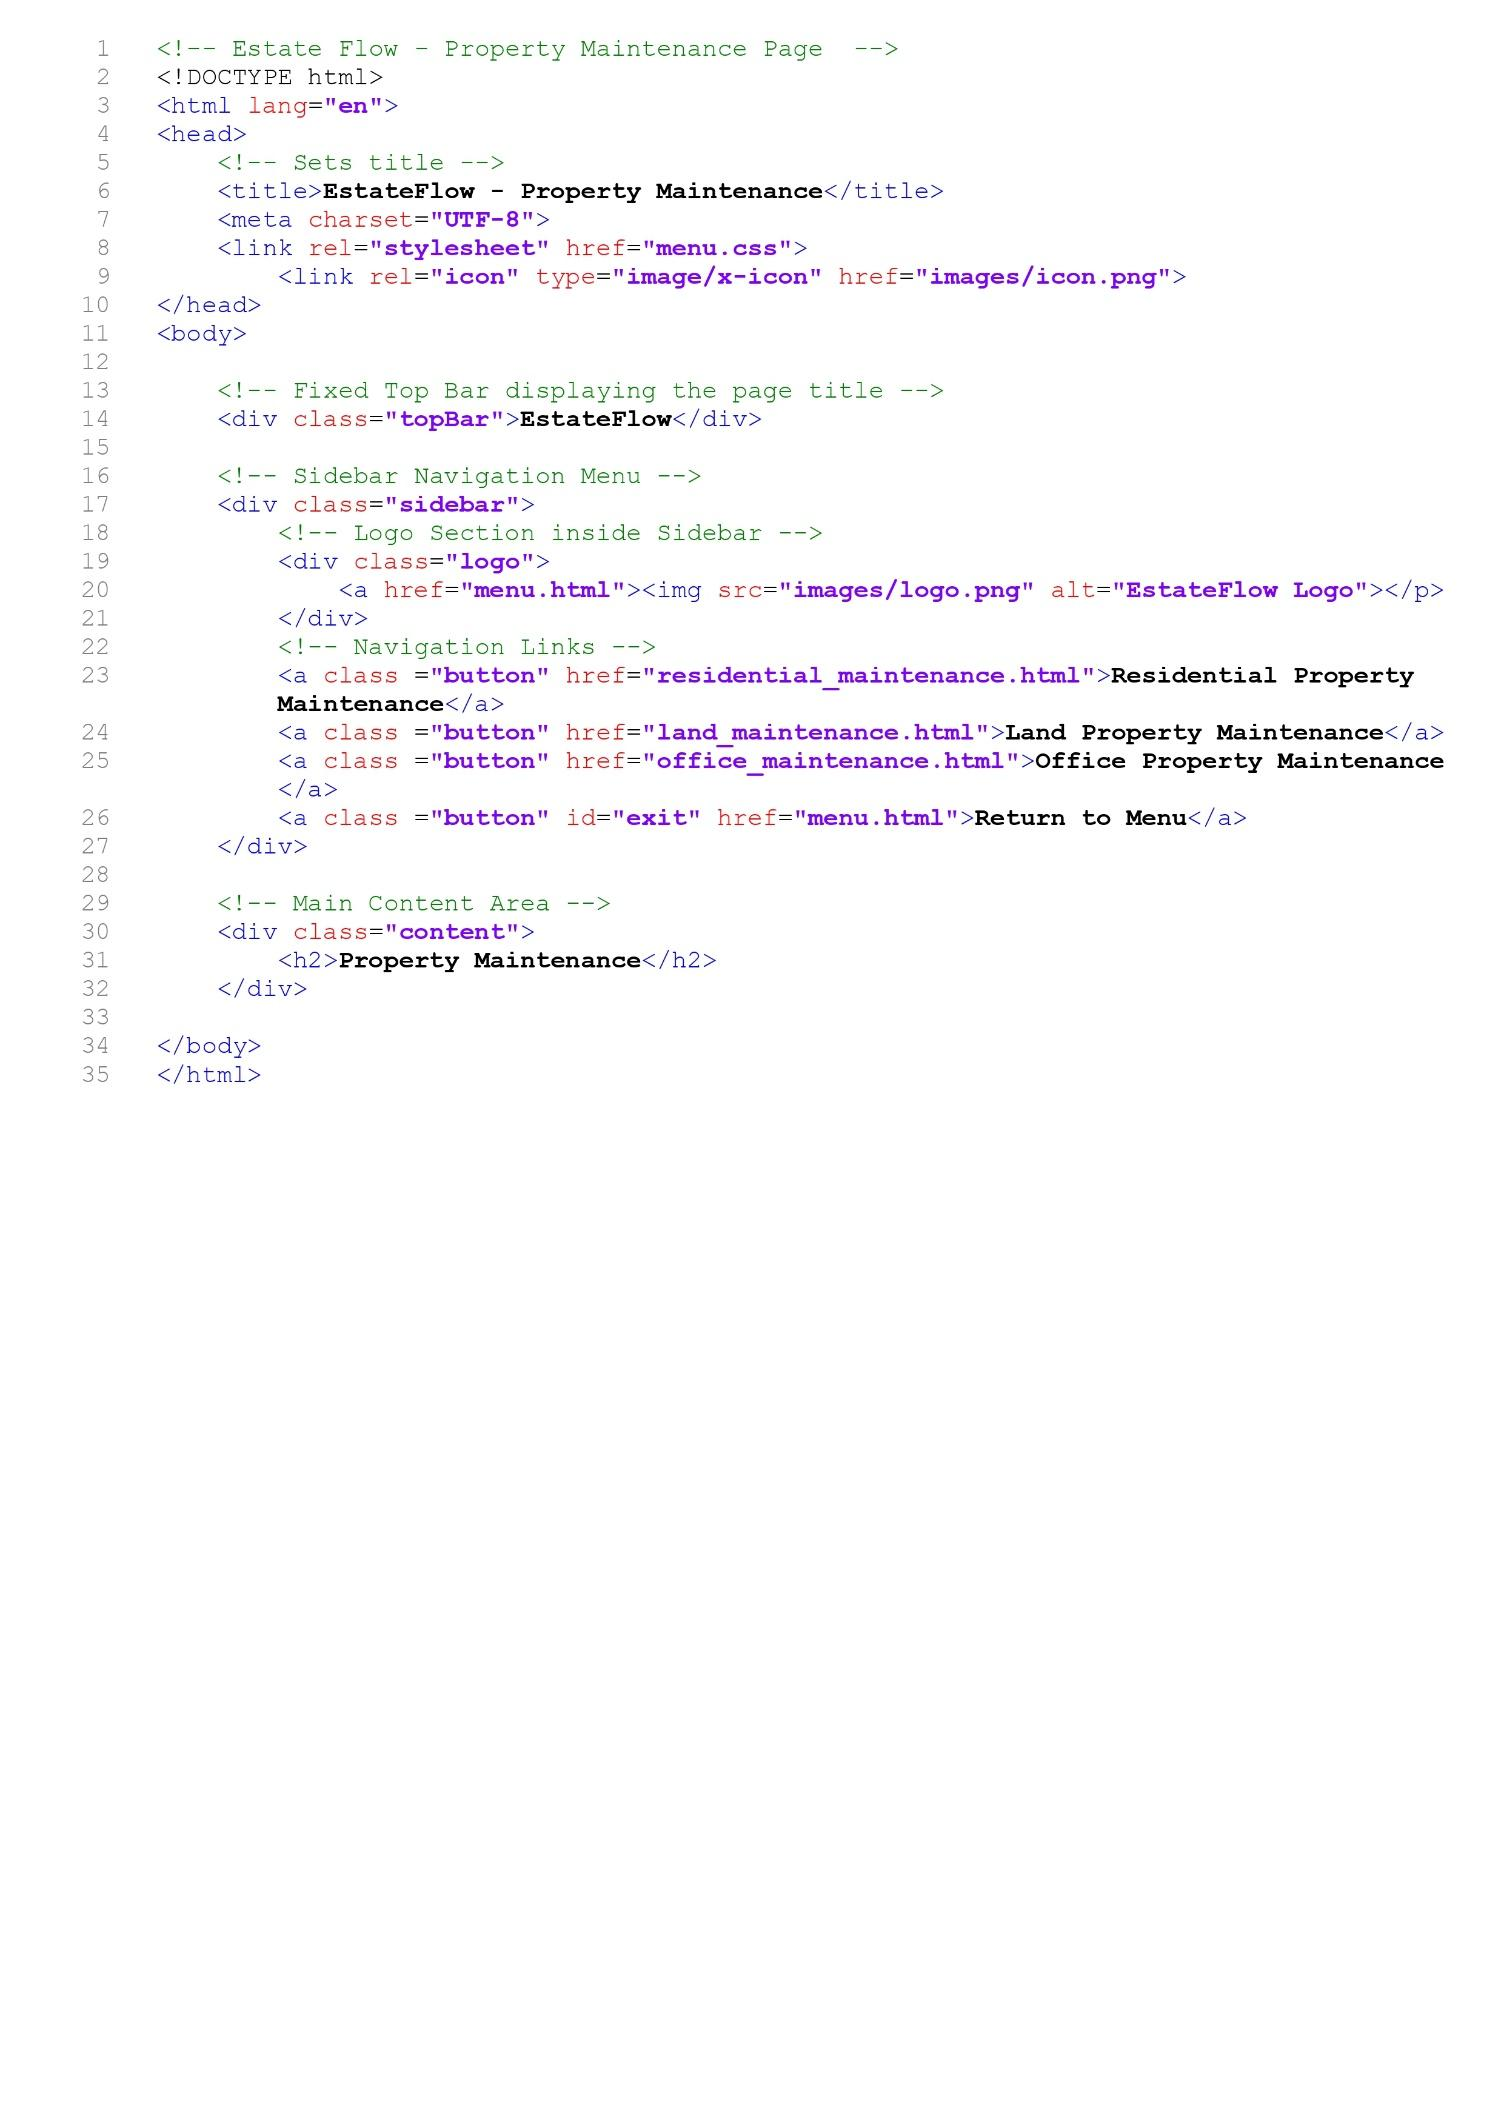 1 <!-- Estate Flow - Property Maintenance Page  -->
2 <!DOCTYPE html>
3 <html lang="en">
4 <head>
5     <!-- Sets title -->
6     <title>EstateFlow - Property Maintenance</title>
7     <meta charset="UTF-8">
8     <link rel="stylesheet" href="menu.css">
9         <link rel="icon" type="image/x-icon" href="images/icon.png">
10 </head>
11 <body>
12
13     <!-- Fixed Top Bar displaying the page title -->
14     <div class="topBar">EstateFlow</div>
15
16     <!-- Sidebar Navigation Menu -->
17     <div class="sidebar">
18         <!-- Logo Section inside Sidebar -->
19         <div class="logo">
20             <a href="menu.html"><img src="images/logo.png" alt="EstateFlow Logo"></p>
21         </div>
22         <!-- Navigation Links -->
23         <a class ="button" href="residential_maintenance.html">Residential Property
Maintenance</a>
24         <a class ="button" href="land_maintenance.html">Land Property Maintenance</a>
25         <a class ="button" href="office_maintenance.html">Office Property Maintenance
</a>
26         <a class ="button" id="exit" href="menu.html">Return to Menu</a>
27     </div>
28
29     <!-- Main Content Area -->
30     <div class="content">
31         <h2>Property Maintenance</h2>
32     </div>
33
34 </body>
35 </html>